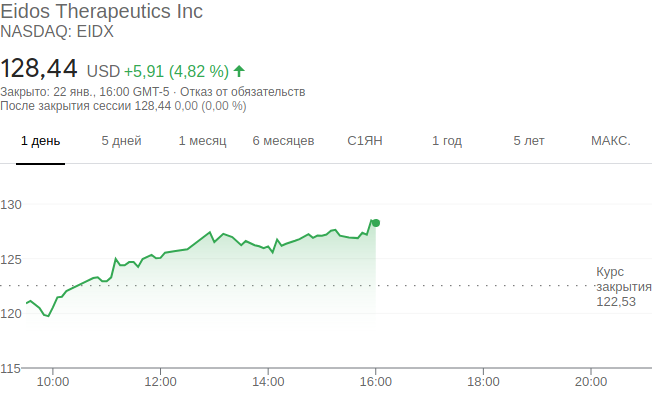 Eidos Therapeutics Inc
NASDAQ: EIDX
128,44 USD +5,91 (4,82 %)
Закрыто: 22 янв., 16:00 GMT-5 · Отказ от обязательств
После закрытия сессии 128,44 0,00 (0,00 %)
1 день 5 дней 1 месяц 6 месяцев С1ЯН 1 год 5 лет МАКС.
130
125
Курс
закрытия
122,53
120
115
10:00 12:00 14:00 16:00 18:00 20:00